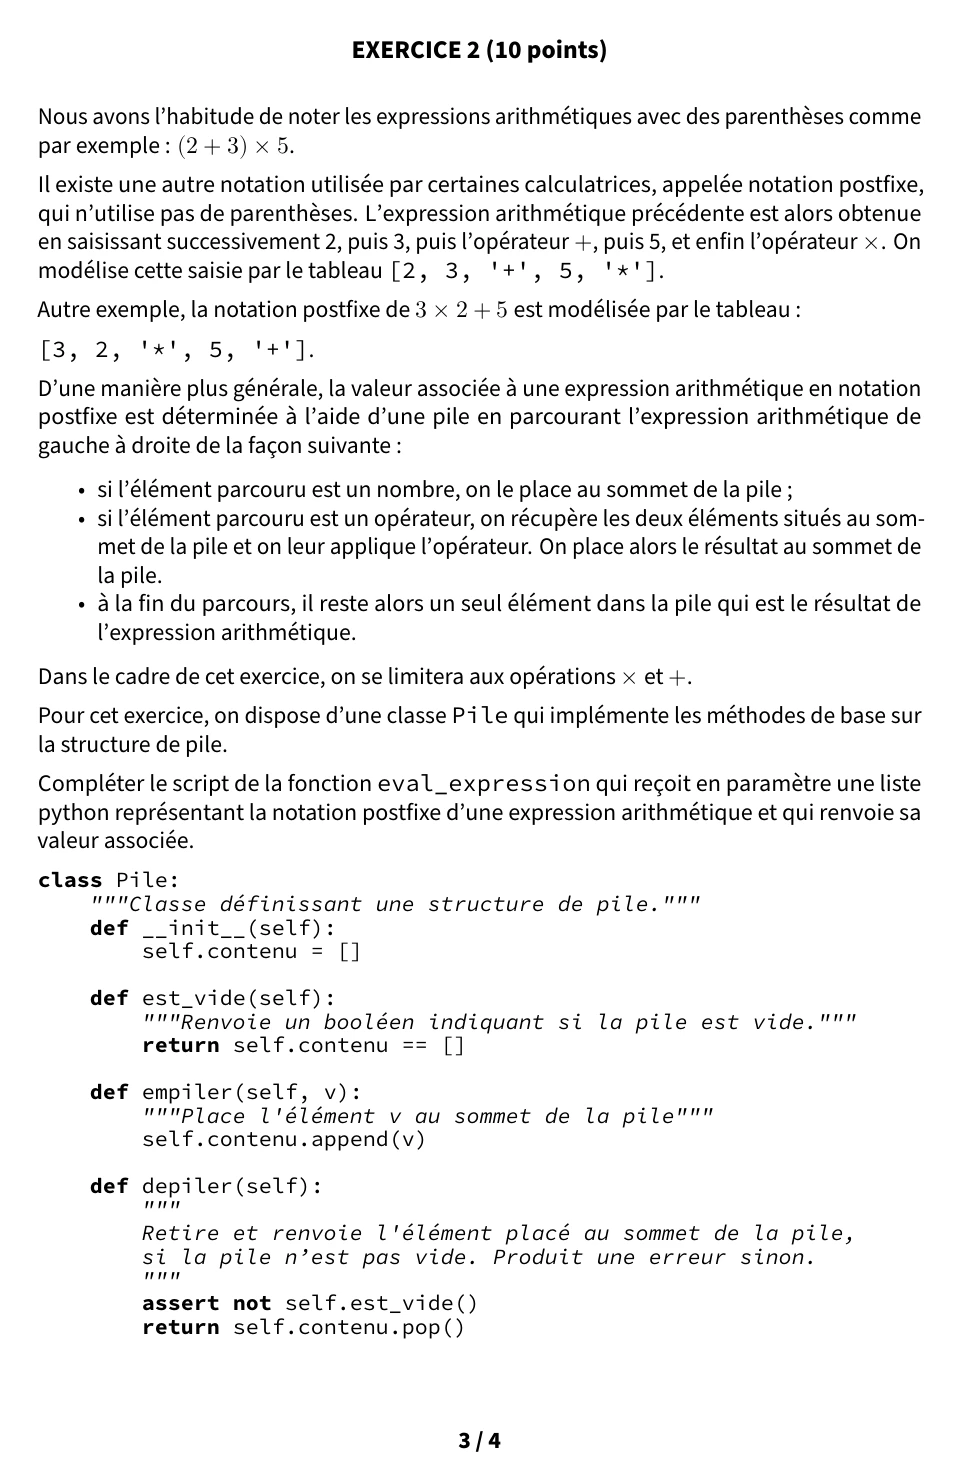 EXERCICE 2 (10 points)
Nous avons l’habitude de noter les expressions arithmétiques avec des parenthèses comme
par exemple : (2 + 3) × 5.
Il existe une autre notation utilisée par certaines calculatrices, appelée notation postfixe,
qui n’utilise pas de parenthèses. L’expression arithmétique précédente est alors obtenue
en saisissant successivement 2, puis 3, puis l’opérateur +, puis 5, et enfin l’opérateur ×. On
modélise cette saisie par le tableau [2, 3, '+', 5, '*'].
Autre exemple, la notation postfixe de 3 × 2 + 5 est modélisée par le tableau :
[3, 2, '*', 5, '+'].
D’une manière plus générale, la valeur associée à une expression arithmétique en notation
postfixe est déterminée à l’aide d’une pile en parcourant l’expression arithmétique de
gauche à droite de la façon suivante :
• si l’élément parcouru est un nombre, on le place au sommet de la pile ;
• si l’élément parcouru est un opérateur, on récupère les deux éléments situés au som-
met de la pile et on leur applique l’opérateur. On place alors le résultat au sommet de
la pile.
• à la fin du parcours, il reste alors un seul élément dans la pile qui est le résultat de
l’expression arithmétique.
Dans le cadre de cet exercice, on se limitera aux opérations × et +.
Pour cet exercice, on dispose d’une classe Pile qui implémente les méthodes de base sur
la structure de pile.
Compléter le script de la fonction eval_expression qui reçoit en paramètre une liste
python représentant la notation postfixe d’une expression arithmétique et qui renvoie sa
valeur associée.
class Pile:
    """Classe définissant une structure de pile."""
    def __init__(self):
        self.contenu = []
    def est_vide(self):
        """Renvoie un booléen indiquant si la pile est vide."""
        return self.contenu == []
    def empiler(self, v):
        """Place l'élément v au sommet de la pile"""
        self.contenu.append(v)
    def depiler(self):
        """
        Retire et renvoie l'élément placé au sommet de la pile,
        si la pile n’est pas vide. Produit une erreur sinon.
        """
        assert not self.est_vide()
        return self.contenu.pop()
3 / 4